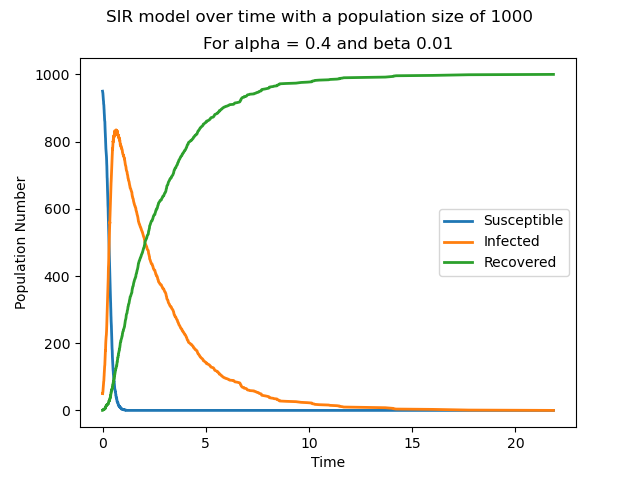 SIR model over time with a population size of 1000
For alpha = 0.4 and beta 0.01
1000
800
600
400
200
0
Population Number
Susceptible
Infected
Recovered
0 5 10 15 20
Time